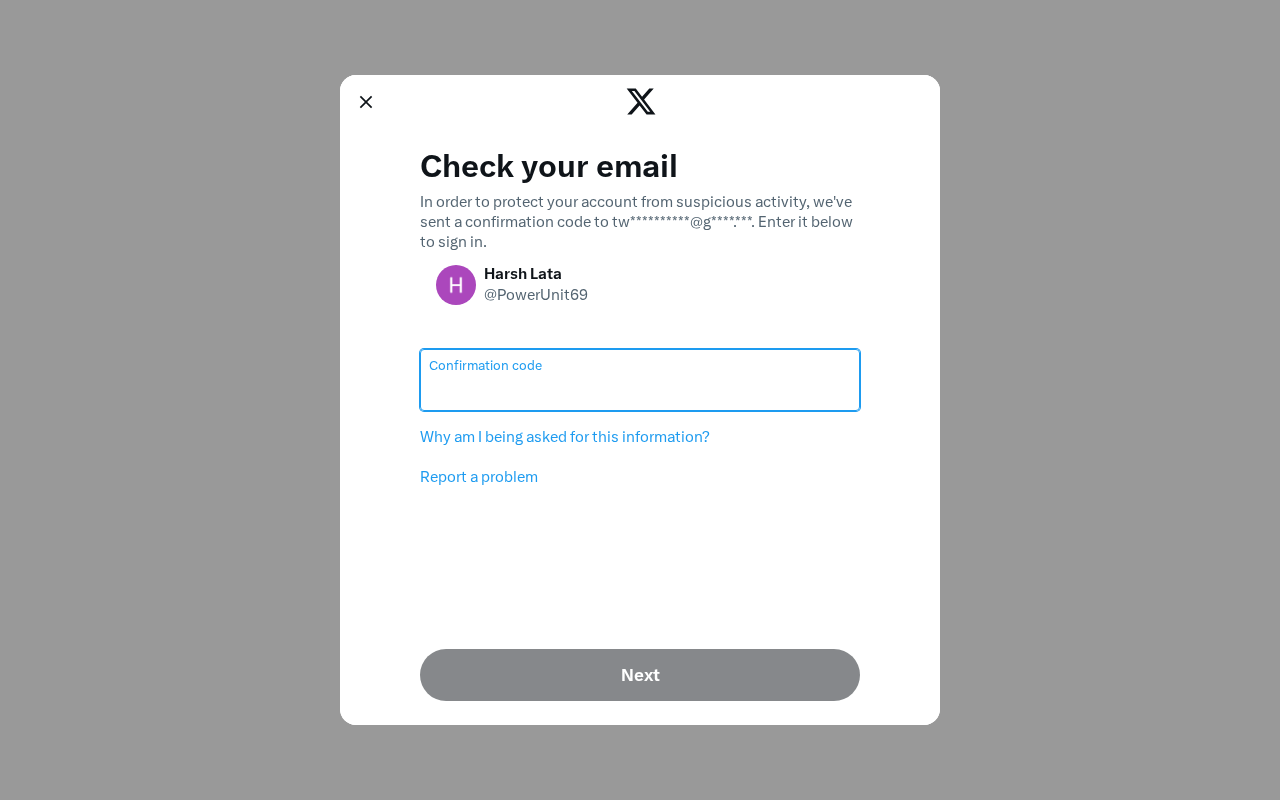 Check your email
In order to protect your account from suspicious activity, we've
sent a confirmation code to tw**********@g****.***. Enter it below
to sign in.
H
Harsh Lata
@PowerUnit69
Confirmation code
Why am I being asked for this information?
Report a problem
Next